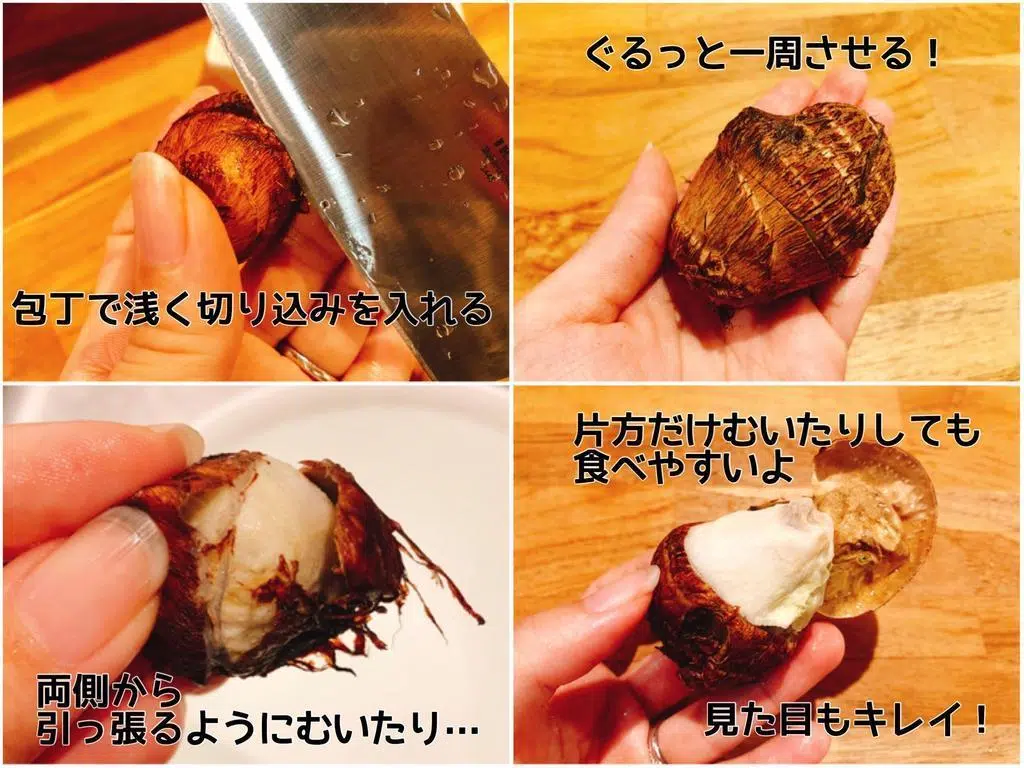 包丁で浅く切り込みを入れる
ぐるっと一周させる！
両側から
引っ張るようにむいたり…
片方だけむいたりしても
食べやすいよ
見た目もキレイ！